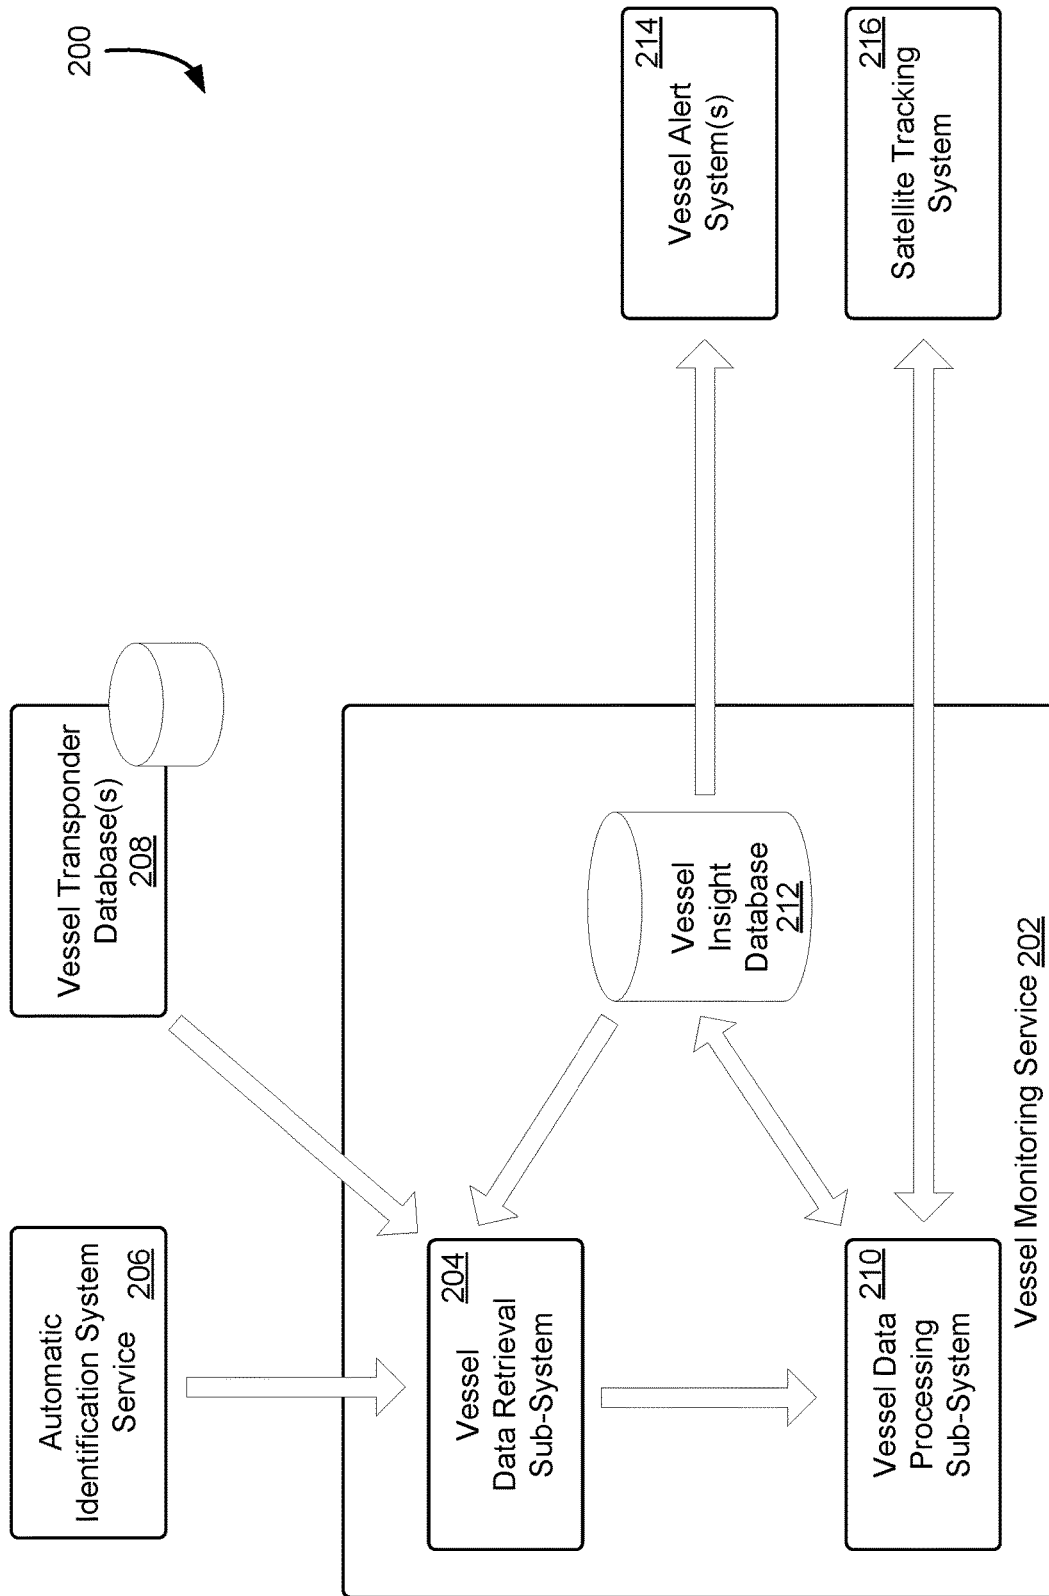 200
Automatic
Identification System
Service 206
Vessel Transponder
Database(s)
208
Vessel
Data Retrieval
Sub-System
204
Vessel
Insight
Database
212
Vessel Alert
System(s)
214
Vessel Data
Processing
Sub-System
210
Satellite Tracking
System
216
Vessel Monitoring Service 202